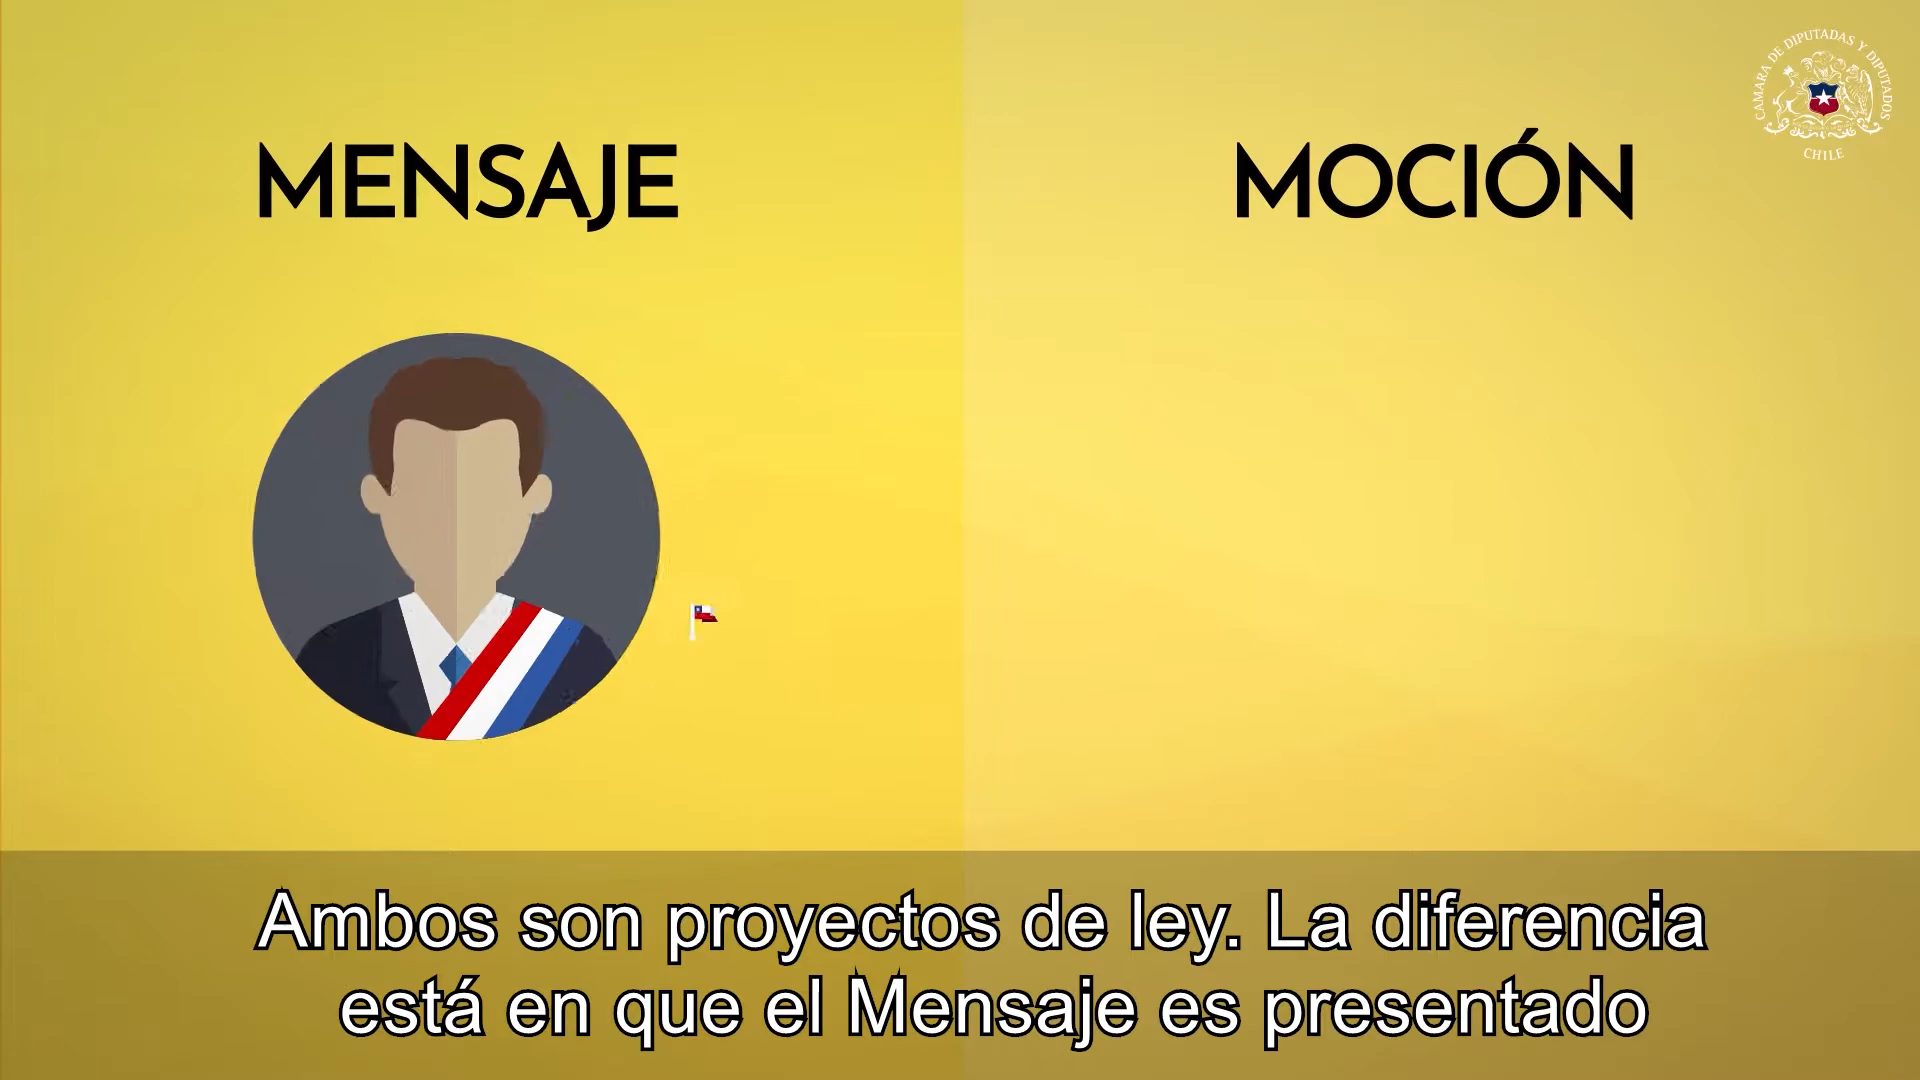 CÁMARA DE DIPUTADAS Y DIPUTADOS
CHILE
MENSAJE
MOCIÓN
Ambos son proyectos de ley. La diferencia
está en que el Mensaje es presentado